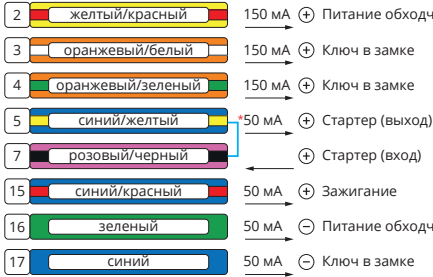 2 желтый/красный 150 мА + Питание обходч
3 оранжевый/белый 150 мА + Ключ в замке
4 оранжевый/зеленый 150 мА + Ключ в замке
5 синий/желтый *50 мА + Стартер (выход)
7 розовый/черный + Стартер (вход)
15 синий/красный 50 мА + Зажигание
16 зеленый 50 мА − Питание обходч
17 синий 50 мА − Ключ в замке